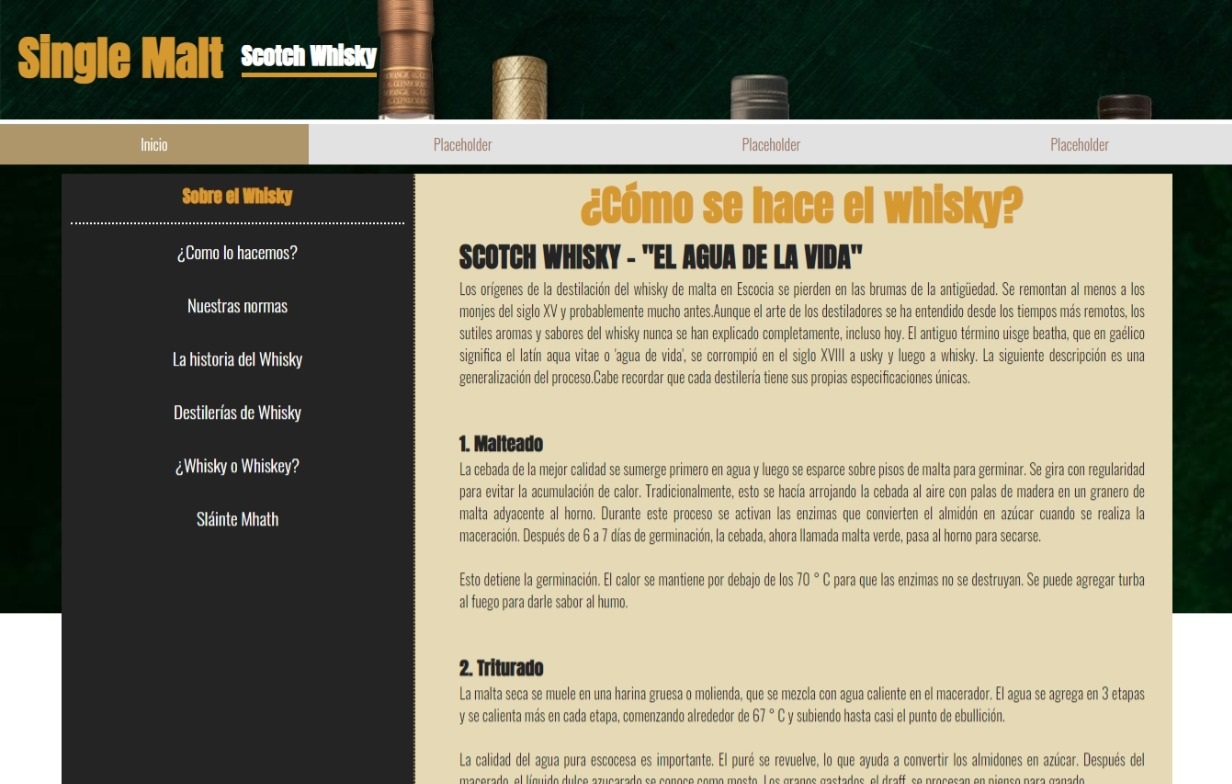 Single Malt Scotch Whisky
Inicio Placeholder Placeholder Placeholder
Sobre el Whisky
¿Como lo hacemos?
Nuestras normas
La historia del Whisky
Destilerías de Whisky
¿Whisky o Whiskey?
Sláinte Mhath
¿Cómo se hace el whisky?
SCOTCH WHISKY - "EL AGUA DE LA VIDA"
Los orígenes de la destilación del whisky de malta en Escocia se pierden en las brumas de la antigüedad. Se remontan al menos a los
monjes del siglo XV y probablemente mucho antes.Aunque el arte de los destiladores se ha entendido desde los tiempos más remotos, los
sutiles aromas y sabores del whisky nunca se han explicado completamente, incluso hoy. El antiguo término uisge beatha, que en gaélico
significa el latín aqua vitae o 'agua de vida', se corrompió en el siglo XVIII a usky y luego a whisky. La siguiente descripción es una
generalización del proceso.Cabe recordar que cada destilería tiene sus propias especificaciones únicas.
1. Malteado
La cebada de la mejor calidad se sumerge primero en agua y luego se esparce sobre pisos de malta para germinar. Se gira con regularidad
para evitar la acumulación de calor. Tradicionalmente, esto se hacía arrojando la cebada al aire con palas de madera en un granero de
malta adyacente al horno. Durante este proceso se activan las enzimas que convierten el almidón en azúcar cuando se realiza la
maceración. Después de 6 a 7 días de germinación, la cebada, ahora llamada malta verde, pasa al horno para secarse.
Esto detiene la germinación. El calor se mantiene por debajo de los 70 ° C para que las enzimas no se destruyan. Se puede agregar turba
al fuego para darle sabor al humo.
2. Triturado
La malta seca se muele en una harina gruesa o molienda, que se mezcla con agua caliente en el macerador. El agua se agrega en 3 etapas
y se calienta más en cada etapa, comenzando alrededor de 67 ° C y subiendo hasta casi el punto de ebullición.
La calidad del agua pura escocesa es importante. El puré se revuelve, lo que ayuda a convertir los almidones en azúcar. Después del
macerado, el líquido dulce azucarado se conoce como mosto. Los granos gastados, el draff, se procesan en pienso para ganado.